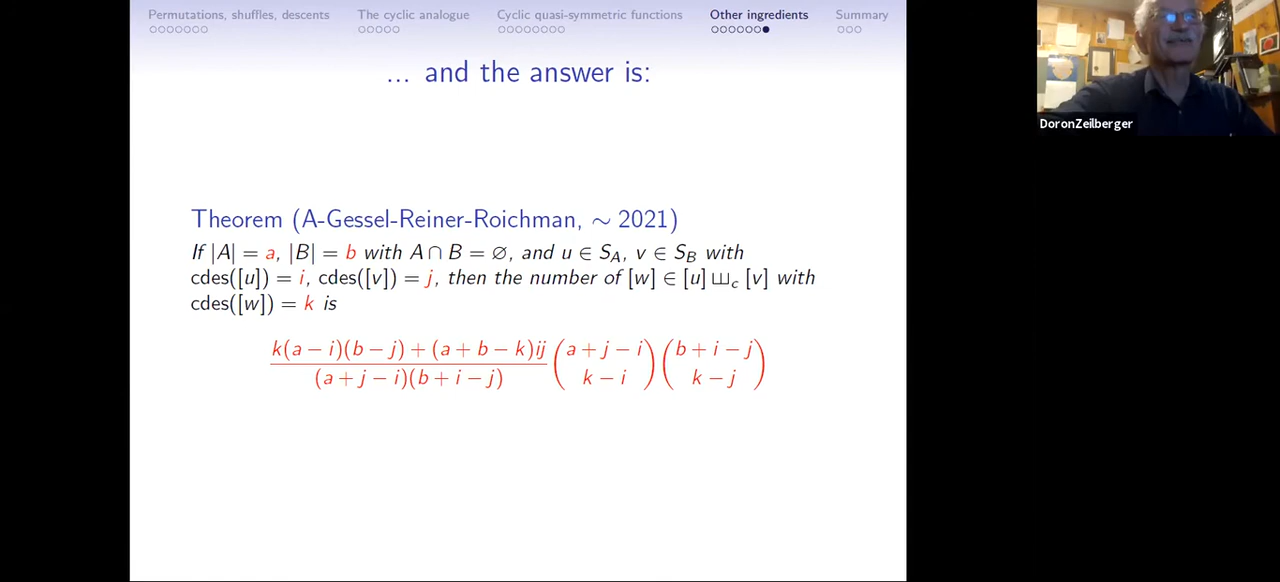 Permutations, shuffles, descents The cyclic analogue Cyclic quasi-symmetric functions Other ingredients Summary
... and the answer is:
DoronZeilberger
Theorem (A-Gessel-Reiner-Roichman, ∼ 2021)
If |A| = a, |B| = b with A ∩ B = ∅, and u ∈ S_A, v ∈ S_B with
cdes([u]) = i, cdes([v]) = j, then the number of [w] ∈ [u] ⧢_c [v] with
cdes([w]) = k is
k(a − i)(b − j) + (a + b − k)ij (a + j − i) (b + i − j)
(a + j − i)(b + i − j) ( k − i ) ( k − j )